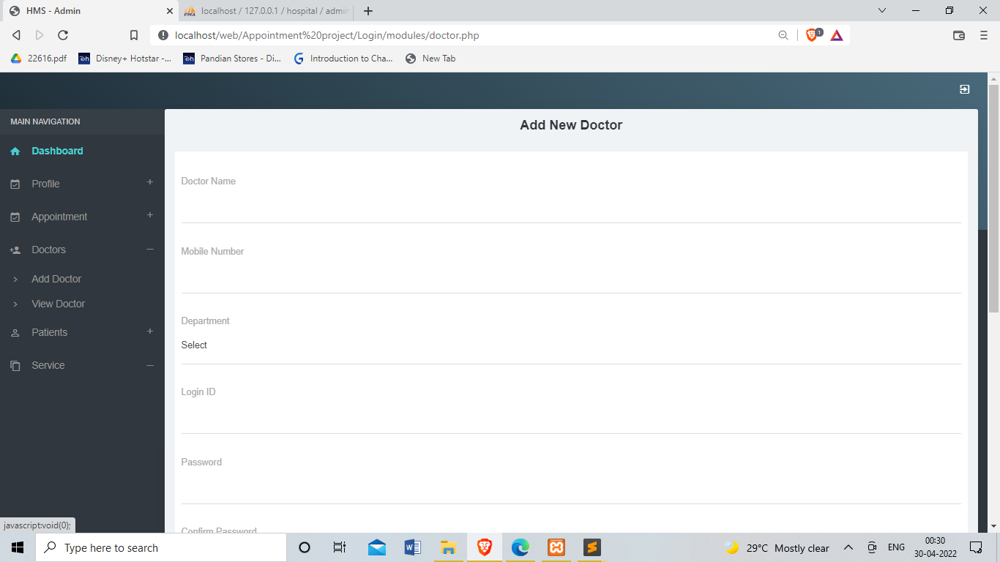 HMS - Admin
localhost / 127.0.0.1 / hospital / admin
localhost/web/Appointment%20project/Login/modules/doctor.php
1
22616.pdf
Disney+ Hotstar -...
Pandian Stores - Di...
Introduction to Cha...
New Tab
MAIN NAVIGATION
Dashboard
Profile
Appointment
Doctors
Add Doctor
View Doctor
Patients
Service
Add New Doctor
Doctor Name
Mobile Number
Department
Select
Login ID
Password
Confirm Password
javascript:void(0);
Type here to search
29°C Mostly clear
ENG
00:30
30-04-2022